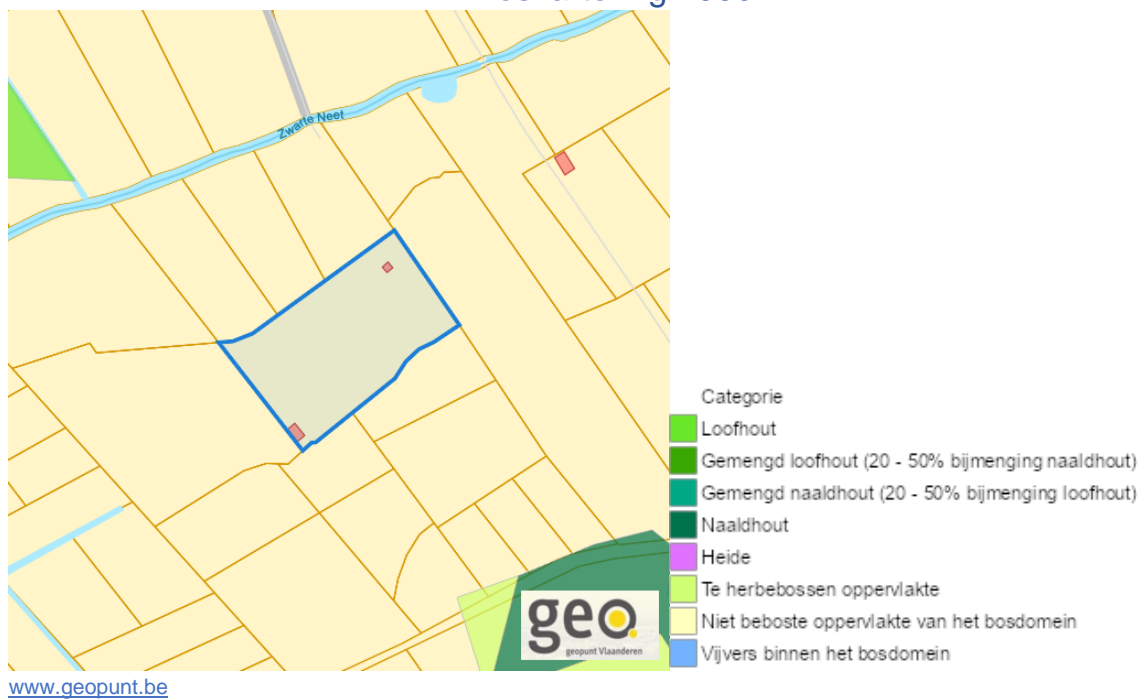 Zwarte Neet
Categorie
Loofhout
Gemengd loofhout (20 - 50% bijmenging naaldhout)
Gemengd naaldhout (20 - 50% bijmenging loofhout)
Naaldhout
Heide
Te herbebossen oppervlakte
Niet beboste oppervlakte van het bosdomein
Vijvers binnen het bosdomein
geo
geopunt Vlaanderen
www.geopunt.be